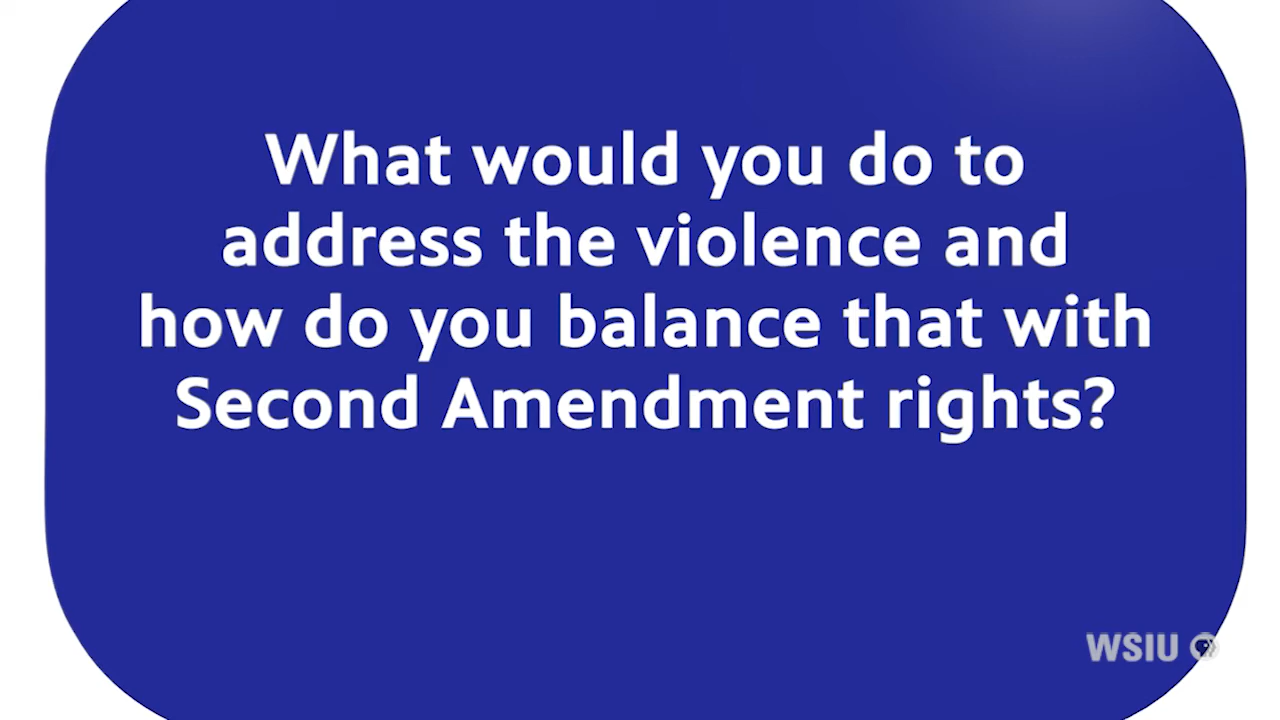 What would you do to
address the violence and
how do you balance that with
Second Amendment rights?
WSIU